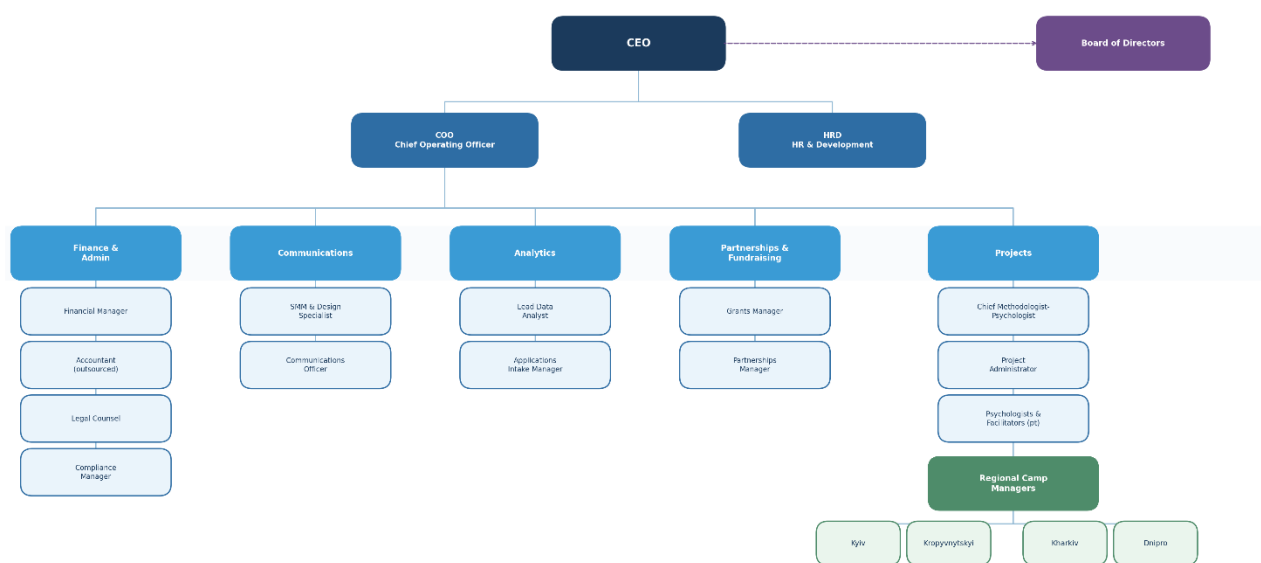 CEO
Board of Directors
COO
Chief Operating Officer
HRD
HR & Development
Finance &
Admin
Communications
Analytics
Partnerships &
Fundraising
Projects
Financial Manager
SMM & Design
Specialist
Lead Data
Analyst
Grants Manager
Chief Methodologist-
Psychologist
Accountant
(outsourced)
Communications
Officer
Applications
Intake Manager
Partnerships
Manager
Project
Administrator
Legal Counsel
Psychologists &
Facilitators (pt)
Compliance
Manager
Regional Camp
Managers
Kyiv
Kropyvnytskyi
Kharkiv
Dnipro